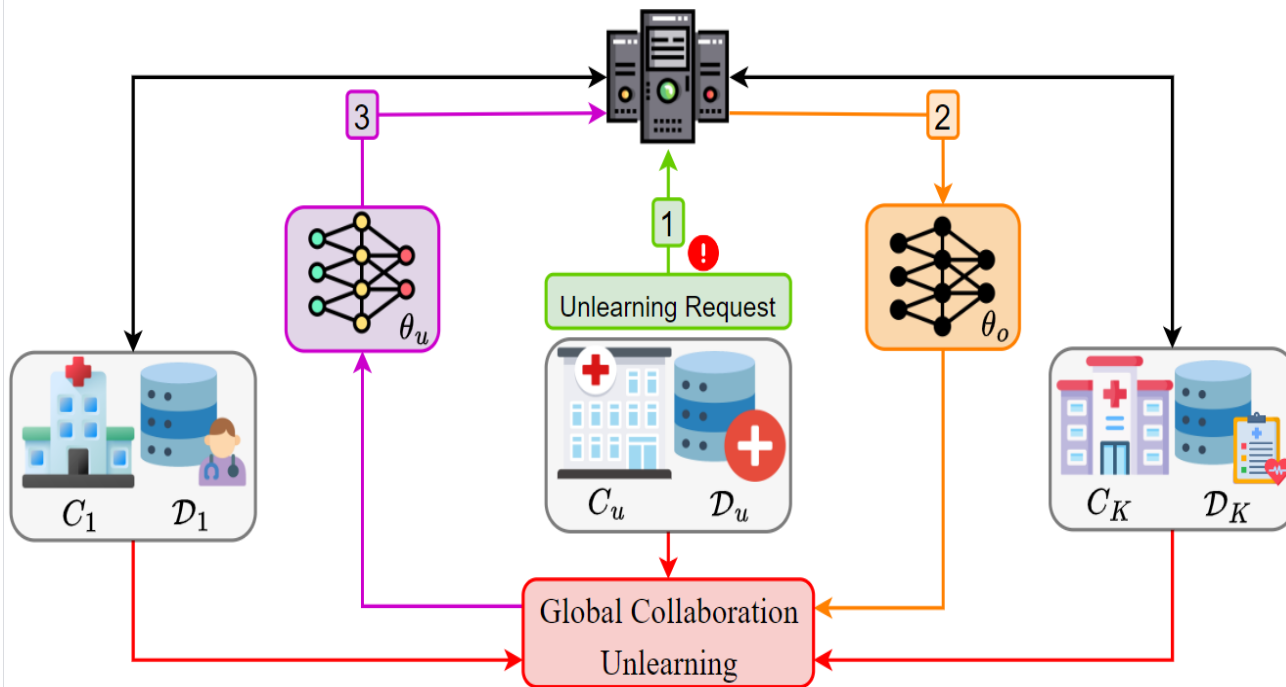 3
2
1
!
Unlearning Request
θ_u
θ_o
C_1 𝒟_1
C_u 𝒟_u
C_K 𝒟_K
Global Collaboration
Unlearning